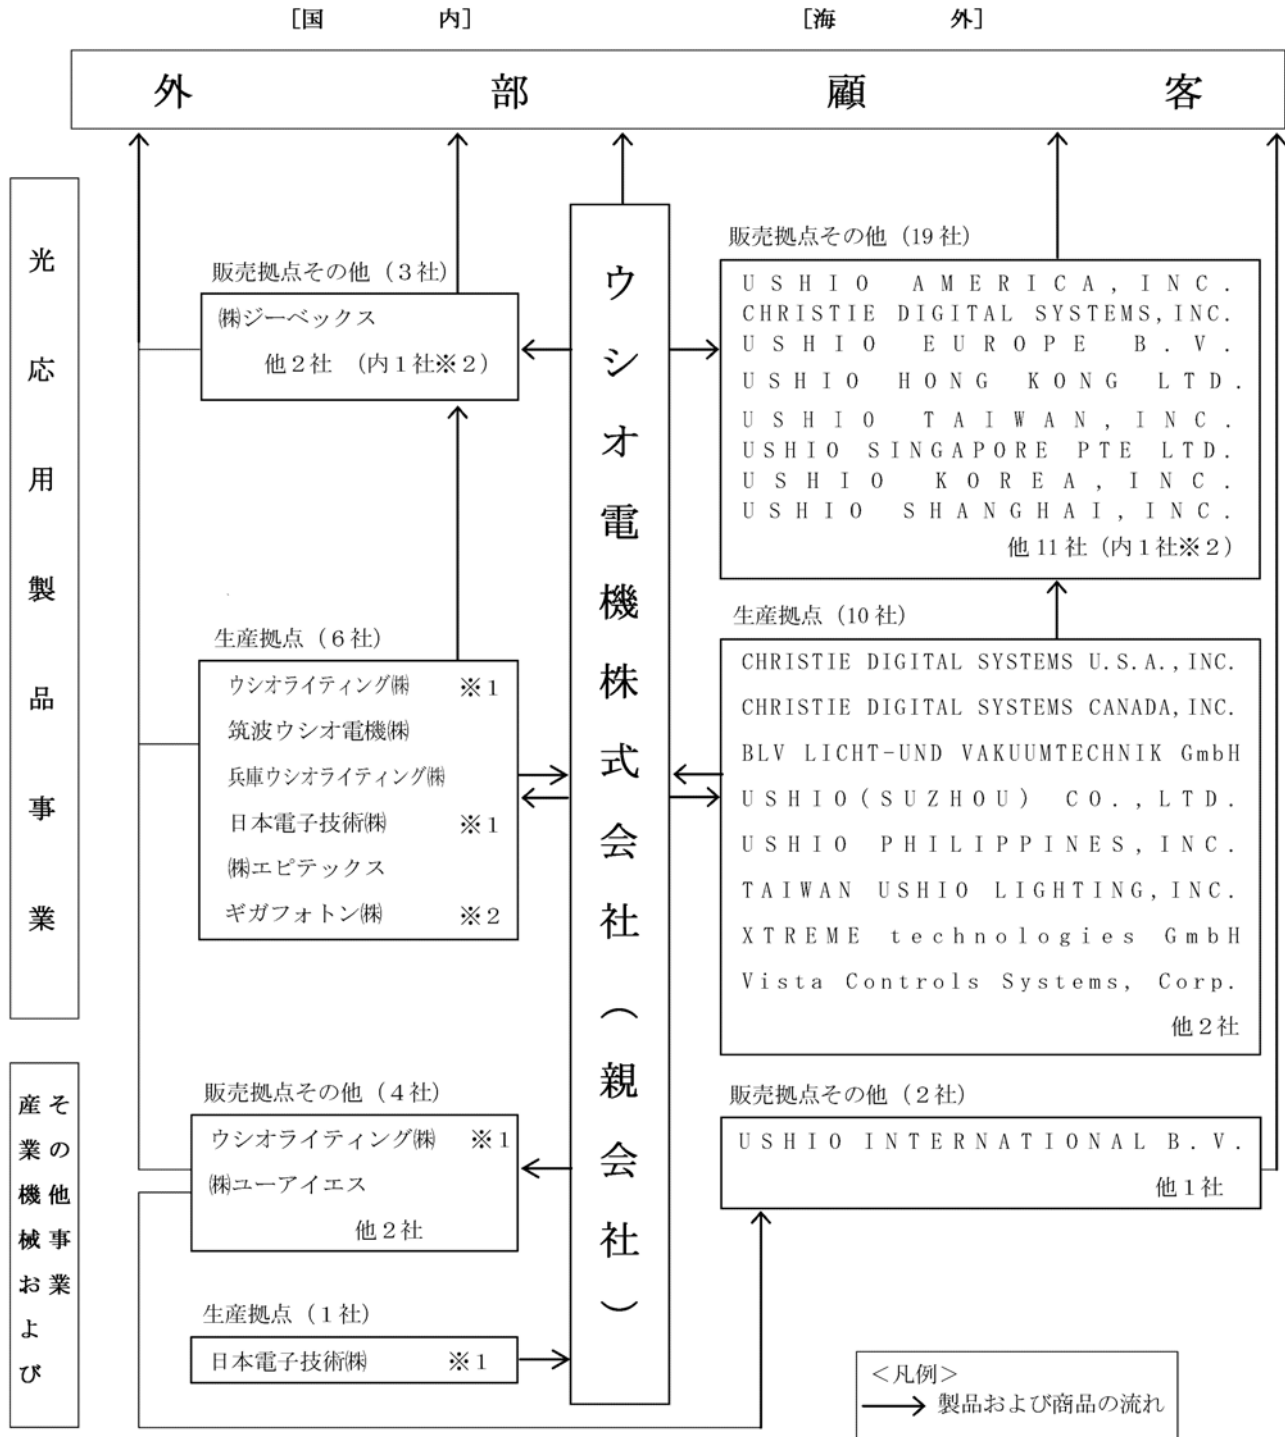 ［国　内］
［海　外］
外部顧客
光応用製品事業
販売拠点その他（３社）
㈱ジーベックス
他２社　（内１社※２）
生産拠点（６社）
ウシオライティング㈱　※１
筑波ウシオ電機㈱
兵庫ウシオライティング㈱
日本電子技術㈱　※１
㈱エピテックス
ギガフォトン㈱　※２
ウシオ電機株式会社（親会社）
販売拠点その他（19社）
USHIO AMERICA, INC.
CHRISTIE DIGITAL SYSTEMS, INC.
USHIO EUROPE B.V.
USHIO HONG KONG LTD.
USHIO TAIWAN, INC.
USHIO SINGAPORE PTE LTD.
USHIO KOREA, INC.
USHIO SHANGHAI, INC.
他11社（内１社※２）
生産拠点（10社）
CHRISTIE DIGITAL SYSTEMS U.S.A., INC.
CHRISTIE DIGITAL SYSTEMS CANADA, INC.
BLV LICHT-UND VAKUUMTECHNIK GmbH
USHIO(SUZHOU) CO., LTD.
USHIO PHILIPPINES, INC.
TAIWAN USHIO LIGHTING, INC.
XTREME technologies GmbH
Vista Controls Systems, Corp.
他２社
産業機械および
その他事業
販売拠点その他（４社）
ウシオライティング㈱　※１
㈱ユーアイエス
他２社
生産拠点（１社）
日本電子技術㈱　※１
販売拠点その他（２社）
USHIO INTERNATIONAL B.V.
他１社
＜凡例＞
製品および商品の流れ